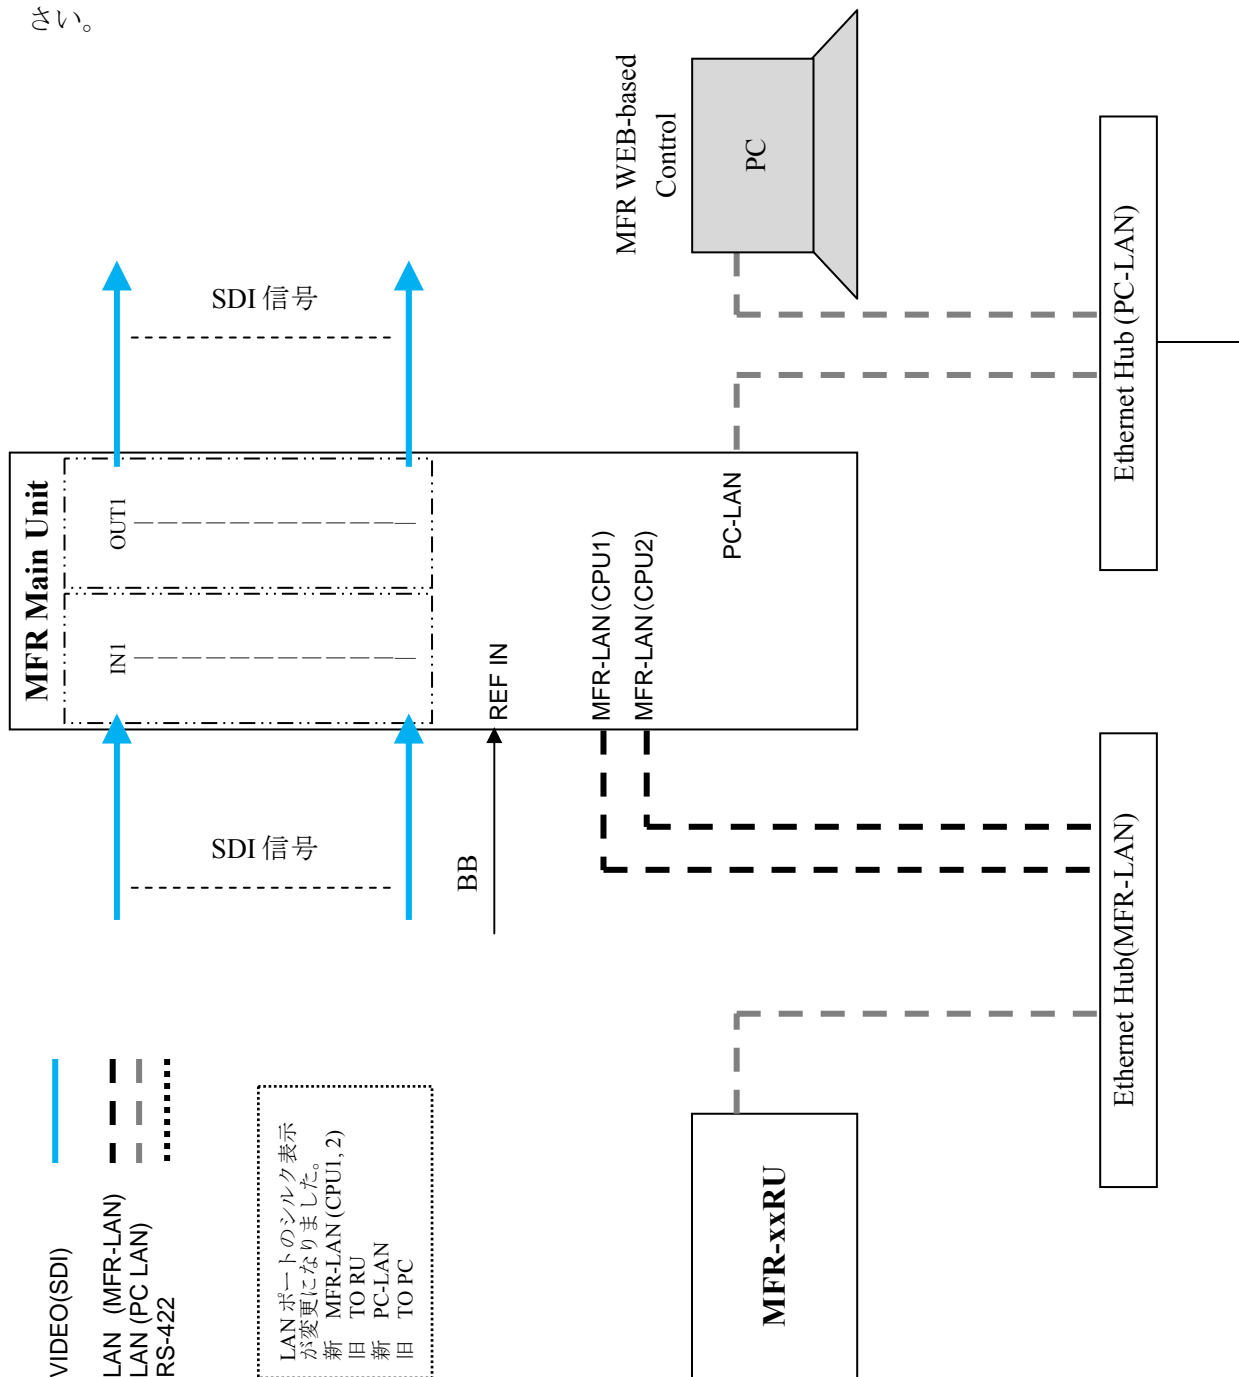 さい。
MFR WEB-based
Control
PC
SDI 信号
MFR Main Unit
OUT1
IN1
REF IN
MFR-LAN(CPU1)
MFR-LAN(CPU2)
PC-LAN
Ethernet Hub (PC-LAN)
SDI 信号
BB
Ethernet Hub(MFR-LAN)
MFR-xxRU
VIDEO(SDI)
LAN (MFR-LAN)
LAN (PC LAN)
RS-422
LAN ポートのシルク表示
が変更になりました。
新 MFR-LAN (CPU1, 2)
旧 TO RU
新 PC-LAN
旧 TO PC